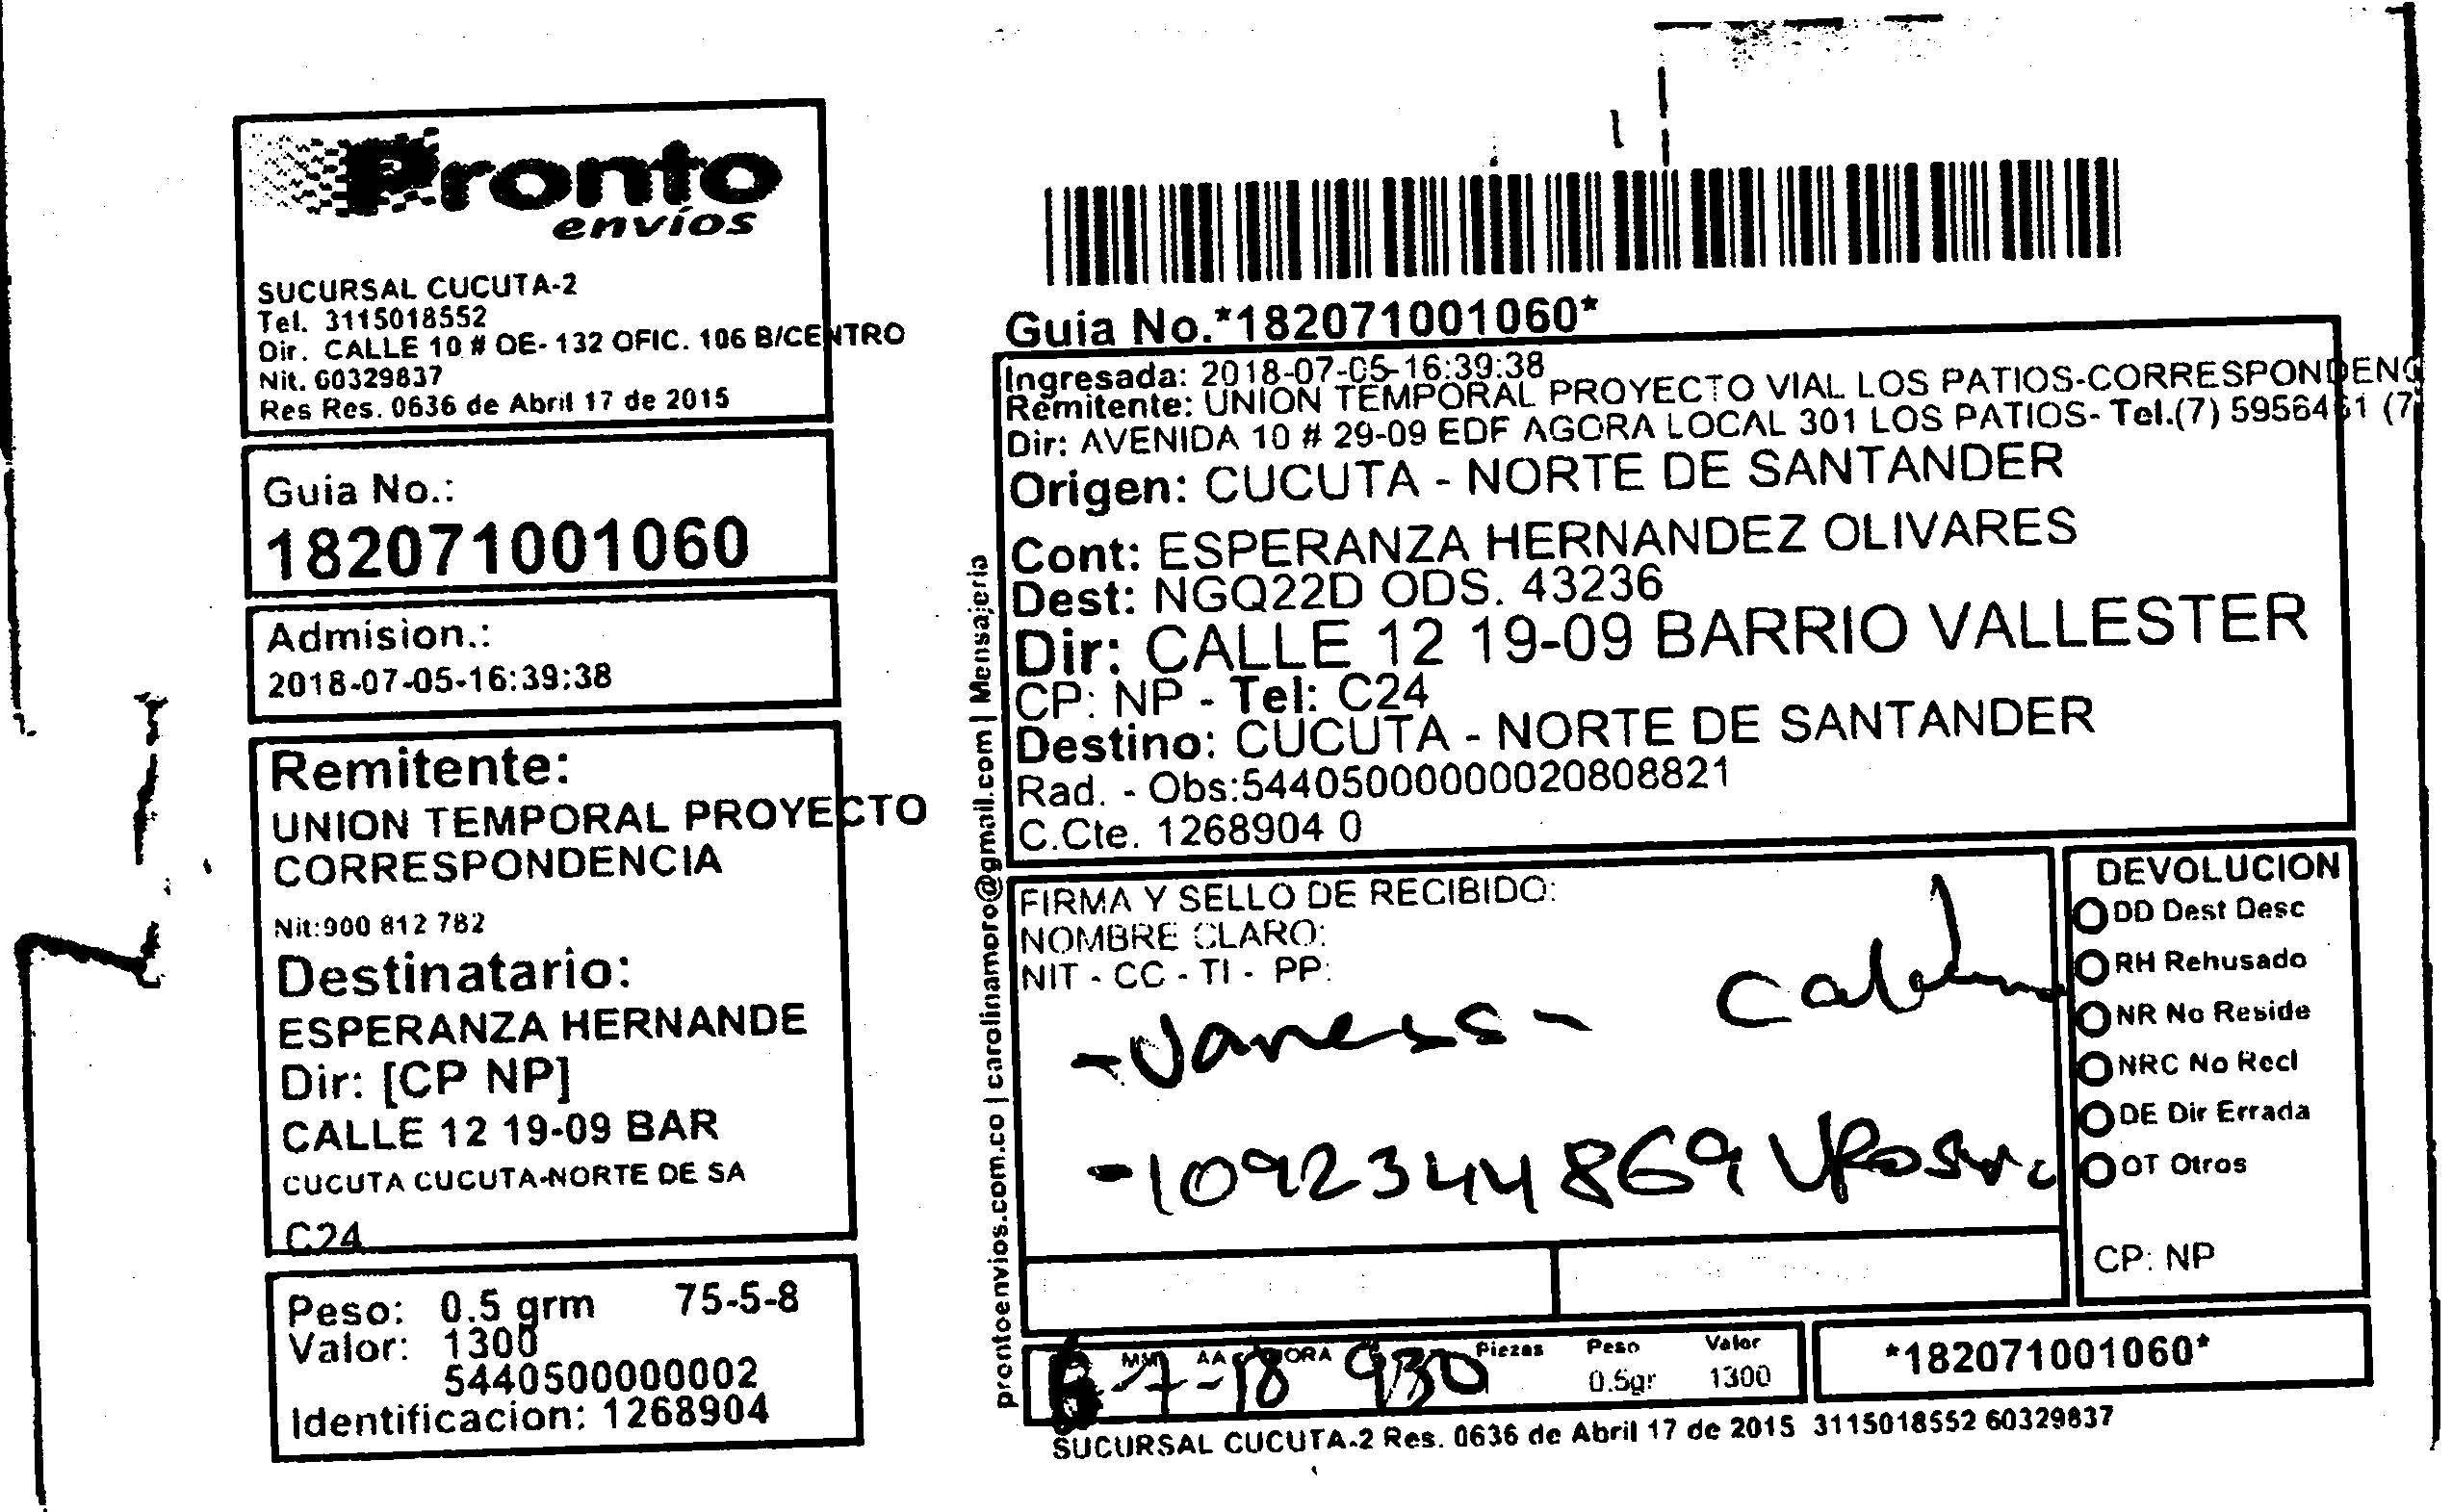 Pronto
envíos
SUCURSAL CUCUTA-2
Tel. 3115018552
Dir. CALLE 10 # OE-132 OFIC. 106 B/CENTRO
Nit. 60329837
Res Res. 0636 de Abril 17 de 2015
Guia No.:
182071001060
Admision.:
2018-07-05-16:39:38
Remitente:
UNION TEMPORAL PROYECTO
CORRESPONDENCIA
Nit:900 812 782
Destinatario:
ESPERANZA HERNANDE
Dir: [CP NP]
CALLE 12 19-09 BAR
CUCUTA CUCUTA-NORTE DE SA
C24
Peso: 0.5 grm 75-5-8
Valor: 1300
5440500000002
Identificacion: 1268904
prontoenvios.com.co | carolinamoro@gmail.com | Mensajeria
Guia No.*182071001060*
Ingresada: 2018-07-05-16:39:38
Remitente: UNION TEMPORAL PROYECTO VIAL LOS PATIOS-CORRESPONDENC
Dir: AVENIDA 10 # 29-09 EDF AGORA LOCAL 301 LOS PATIOS- Tel.(7) 5956461 (7)
Origen: CUCUTA - NORTE DE SANTANDER
Cont: ESPERANZA HERNANDEZ OLIVARES
Dest: NGQ22D ODS. 43236
Dir: CALLE 12 19-09 BARRIO VALLESTER
CP: NP - Tel: C24
Destino: CUCUTA - NORTE DE SANTANDER
Rad. - Obs:544050000000020808821
C.Cte. 1268904 0
FIRMA Y SELLO DE RECIBIDO:
NOMBRE CLARO:
NIT - CC - TI - PP:
-1092344869
DEVOLUCION
DD Dest Desc
RH Rehusado
NR No Reside
NRC No Recl
DE Dir Errada
OT Otros
CP: NP
MM AA HORA Piezas Peso Valor
6-7-18 930 0.5gr 1300
*182071001060*
SUCURSAL CUCUTA-2 Res. 0636 de Abril 17 de 2015 3115018552 60329837